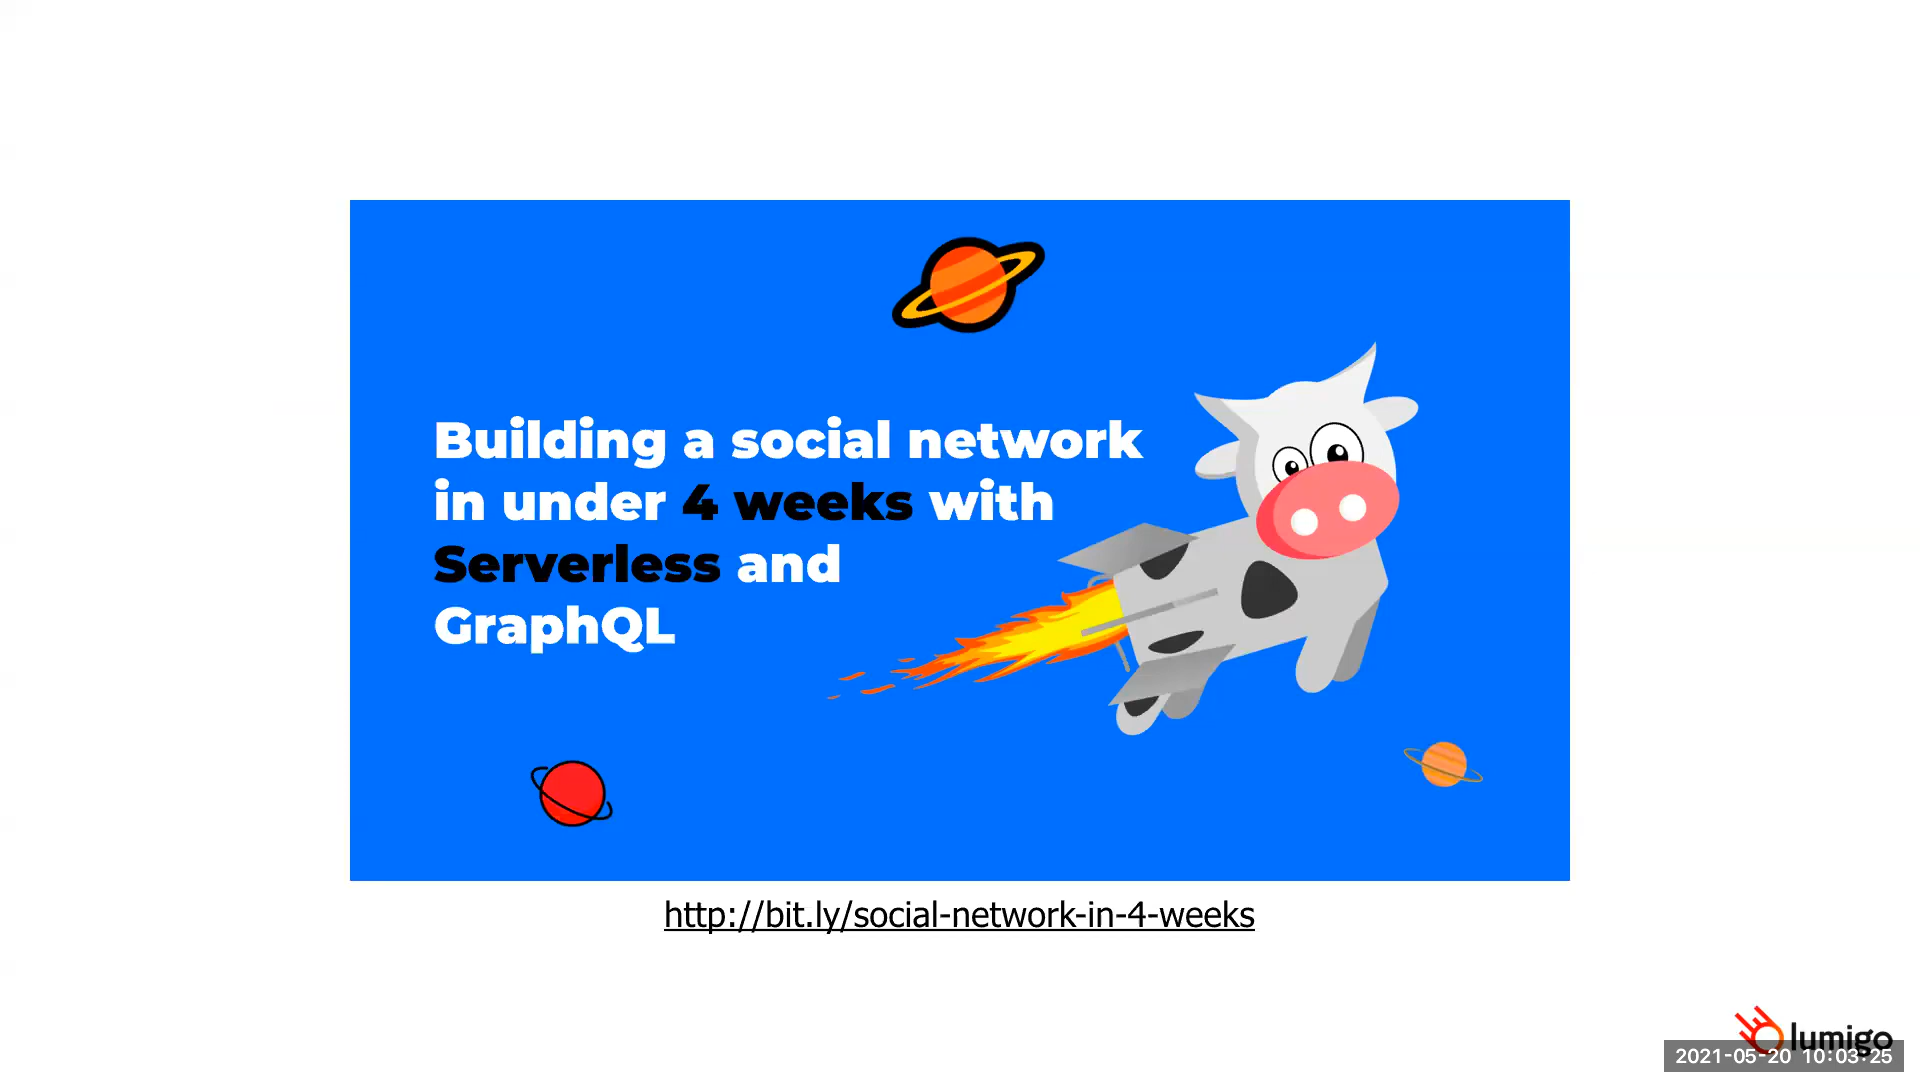 Building a social network
in under 4 weeks with
Serverless and
GraphQL
http://bit.ly/social-network-in-4-weeks
lumigo
2021-05-20 10:03:25